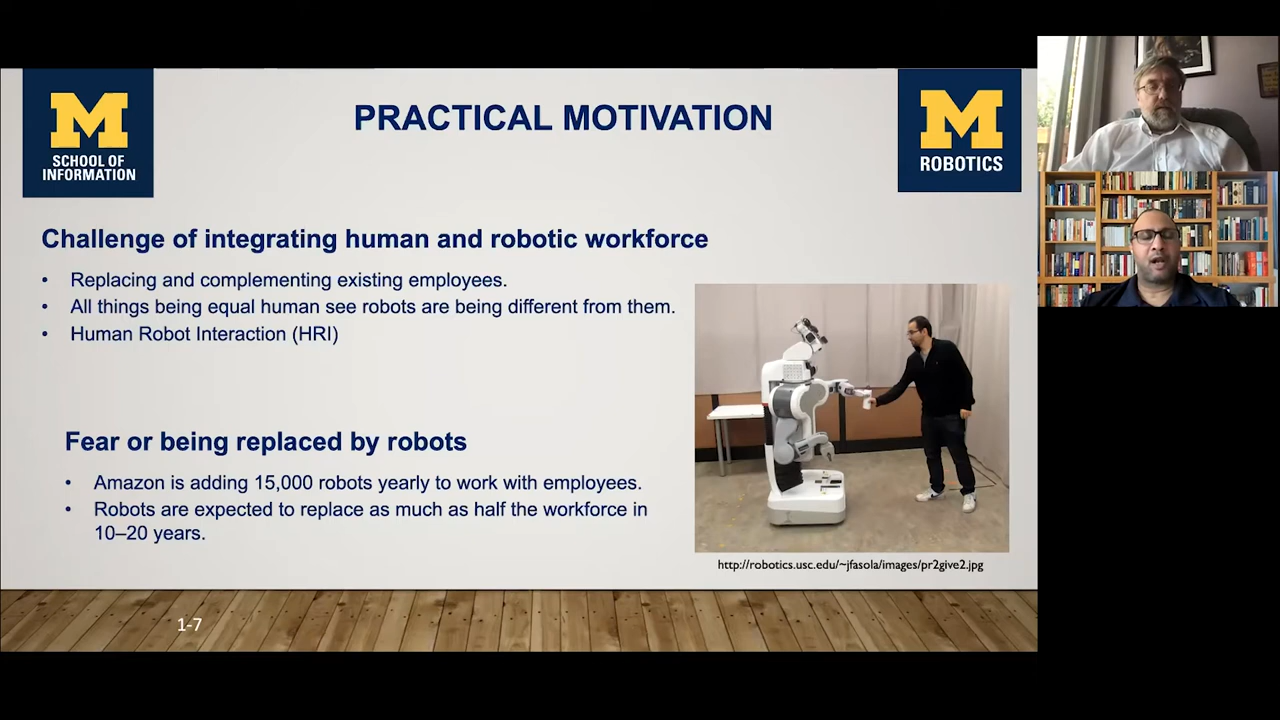 M
SCHOOL OF
INFORMATION
PRACTICAL MOTIVATION
M
ROBOTICS
Challenge of integrating human and robotic workforce
• Replacing and complementing existing employees.
• All things being equal human see robots are being different from them.
• Human Robot Interaction (HRI)
Fear or being replaced by robots
• Amazon is adding 15,000 robots yearly to work with employees.
• Robots are expected to replace as much as half the workforce in
10–20 years.
http://robotics.usc.edu/~jfasola/images/pr2give2.jpg
1-7